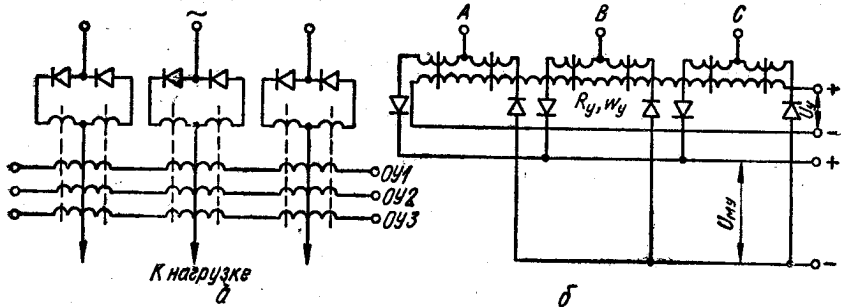 ~
ОУ1
ОУ2
ОУ3
К нагрузке
а
A B C
Rу, wу
+
Uу
−
+
Uму
−
б